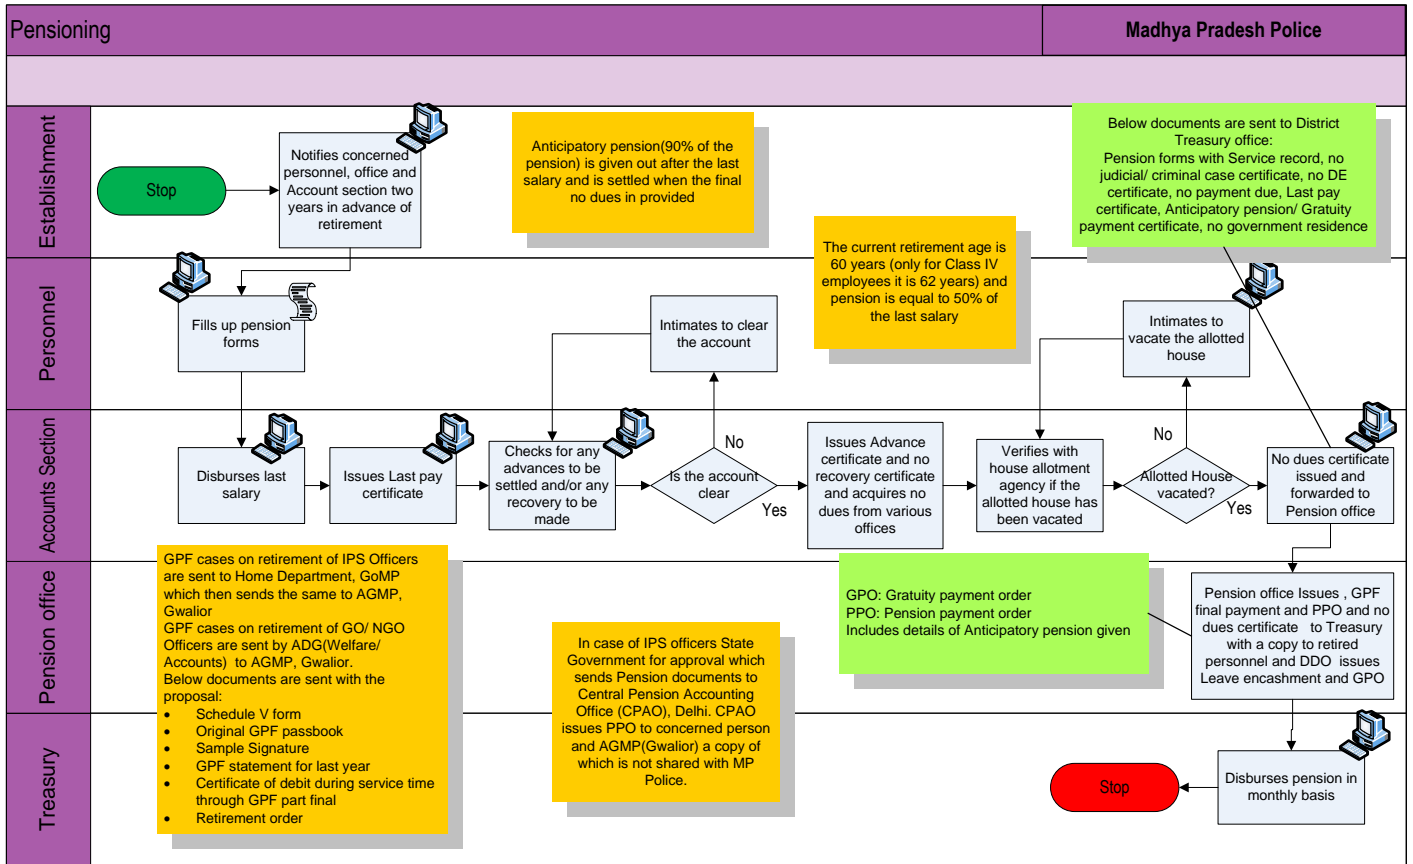 Pensioning
Madhya Pradesh Police
Establishment
Stop
Notifies concerned
personnel, office and
Account section two
years in advance of
retirement
Anticipatory pension(90% of the
pension) is given out after the last
salary and is settled when the final
no dues in provided
Below documents are sent to District
Treasury office:
Pension forms with Service record, no
judicial/ criminal case certificate, no DE
certificate, no payment due, Last pay
certificate, Anticipatory pension/ Gratuity
payment certificate, no government residence
Personnel
Fills up pension
forms
Intimates to clear
the account
The current retirement age is
60 years (only for Class IV
employees it is 62 years) and
pension is equal to 50% of
the last salary
Intimates to
vacate the allotted
house
Accounts Section
Disburses last
salary
Issues Last pay
certificate
Checks for any
advances to be
settled and/or any
recovery to be
made
No
Is the account
clear
Yes
Issues Advance
certificate and no
recovery certificate
and acquires no
dues from various
offices
Verifies with
house allotment
agency if the
allotted house has
been vacated
No
Allotted House
vacated?
Yes
No dues certificate
issued and
forwarded to
Pension office
Pension office
GPF cases on retirement of IPS Officers
are sent to Home Department, GoMP
which then sends the same to AGMP,
Gwalior
GPF cases on retirement of GO/ NGO
Officers are sent by ADG(Welfare/
Accounts) to AGMP, Gwalior.
Below documents are sent with the
proposal:
• Schedule V form
• Original GPF passbook
• Sample Signature
• GPF statement for last year
• Certificate of debit during service time
through GPF part final
• Retirement order
In case of IPS officers State
Government for approval which
sends Pension documents to
Central Pension Accounting
Office (CPAO), Delhi. CPAO
issues PPO to concerned person
and AGMP(Gwalior) a copy of
which is not shared with MP
Police.
GPO: Gratuity payment order
PPO: Pension payment order
Includes details of Anticipatory pension given
Pension office Issues , GPF
final payment and PPO and no
dues certificate to Treasury
with a copy to retired
personnel and DDO issues
Leave encashment and GPO
Treasury
Stop
Disburses pension in
monthly basis